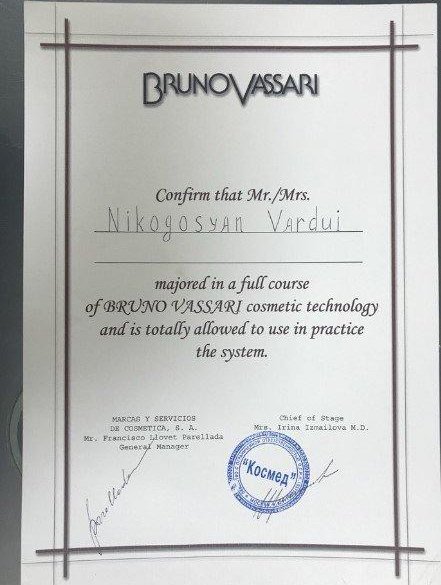 BRUNO VASSARI
Confirm that Mr./Mrs.
Nikogosyan Vardui
majored in a full course
of BRUNO VASSARI cosmetic technology
and is totally allowed to use in practice
the system.
MARCAS Y SERVICIOS
DE COSMETICA, S. A.
Mr. Francisco Llovet Parellada
General Manager
Chief of Stage
Mrs. Irina Izmailova M.D.
"Космед"